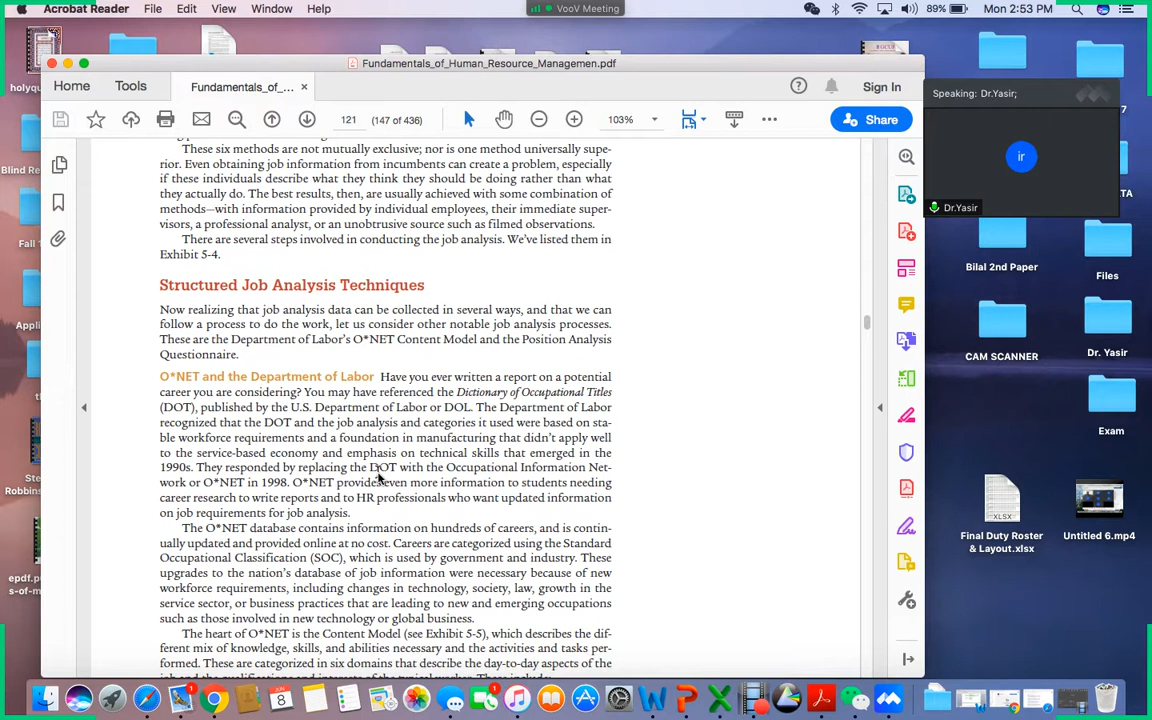 Acrobat Reader File Edit View Window Help
VooV Meeting
89% Mon 2:53 PM
Fundamentals_of_Human_Resource_Managemen.pdf
Home Tools Fundamentals_of_... × Sign In
121 (147 of 436) 103% Share
These six methods are not mutually exclusive; nor is one method universally supe-
rior. Even obtaining job information from incumbents can create a problem, especially
if these individuals describe what they think they should be doing rather than what
they actually do. The best results, then, are usually achieved with some combination of
methods—with information provided by individual employees, their immediate super-
visors, a professional analyst, or an unobtrusive source such as filmed observations.
There are several steps involved in conducting the job analysis. We've listed them in
Exhibit 5-4.
Structured Job Analysis Techniques
Now realizing that job analysis data can be collected in several ways, and that we can
follow a process to do the work, let us consider other notable job analysis processes.
These are the Department of Labor's O*NET Content Model and the Position Analysis
Questionnaire.
O*NET and the Department of Labor Have you ever written a report on a potential
career you are considering? You may have referenced the Dictionary of Occupational Titles
(DOT), published by the U.S. Department of Labor or DOL. The Department of Labor
recognized that the DOT and the job analysis and categories it used were based on sta-
ble workforce requirements and a foundation in manufacturing that didn't apply well
to the service-based economy and emphasis on technical skills that emerged in the
1990s. They responded by replacing the DOT with the Occupational Information Net-
work or O*NET in 1998. O*NET provides even more information to students needing
career research to write reports and to HR professionals who want updated information
on job requirements for job analysis.
The O*NET database contains information on hundreds of careers, and is contin-
ually updated and provided online at no cost. Careers are categorized using the Standard
Occupational Classification (SOC), which is used by government and industry. These
upgrades to the nation's database of job information were necessary because of new
workforce requirements, including changes in technology, society, law, growth in the
service sector, or business practices that are leading to new and emerging occupations
such as those involved in new technology or global business.
The heart of O*NET is the Content Model (see Exhibit 5-5), which describes the dif-
ferent mix of knowledge, skills, and abilities necessary and the activities and tasks per-
formed. These are categorized in six domains that describe the day-to-day aspects of the
Speaking: Dr.Yasir;
ir
Dr.Yasir
7
TA
holyqu
Blind Re
Fall
Appli
Ste
Robbins
epdf.pu
s-of-m
Bilal 2nd Paper
Files
CAM SCANNER
Dr. Yasir
Exam
XLSX
Final Duty Roster
& Layout.xlsx
Untitled 6.mp4
JUN
8